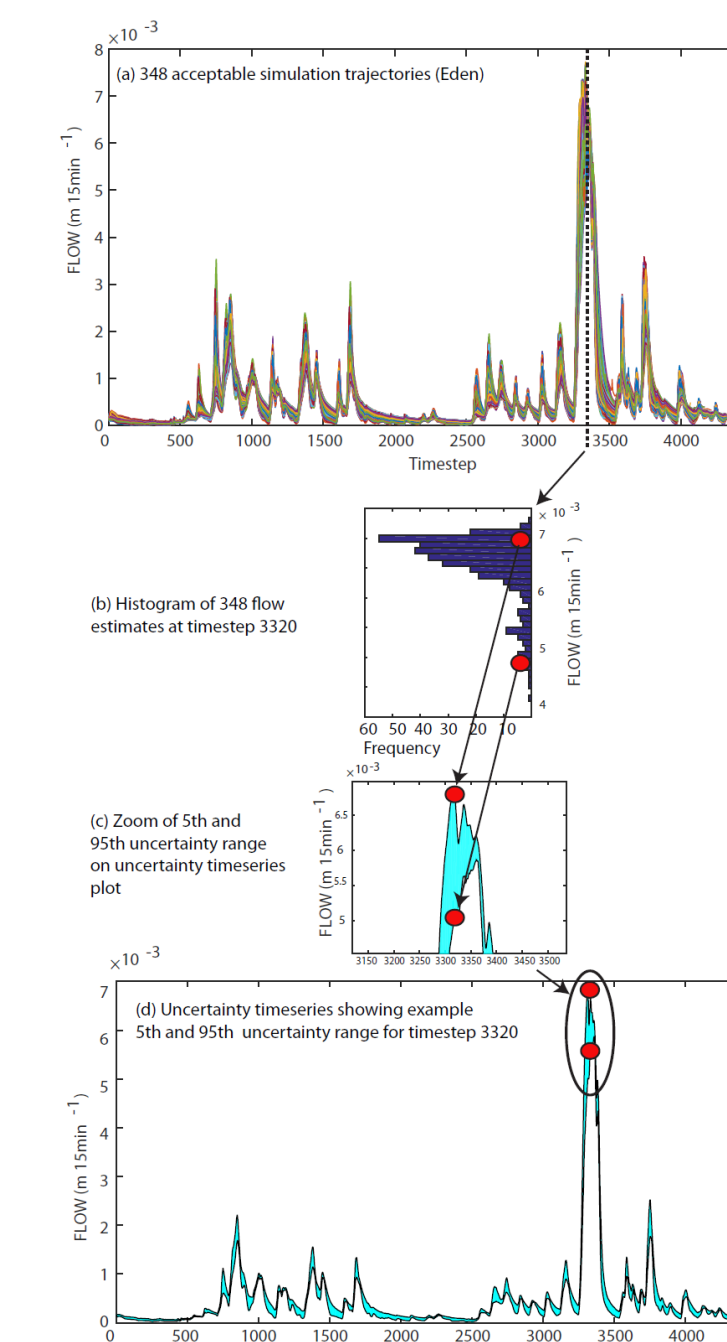 ×10 -3
8
(a) 348 acceptable simulation trajectories (Eden)
7
6
5
4
3
2
1
0
FLOW (m 15min -1)
0 500 1000 1500 2000 2500 3000 3500 4000
Timestep
× 10 -3
7
6
5
4
FLOW (m 15min -1)
(b) Histogram of 348 flow
estimates at timestep 3320
60 50 40 30 20 10
Frequency
×10-3
6.5
6
5.5
5
FLOW (m 15min -1)
(c) Zoom of 5th and
95th uncertainty range
on uncertainty timeseries
plot
3150 3200 3250 3300 3350 3400 3450 3500
×10 -3
7
(d) Uncertainty timeseries showing example
5th and 95th uncertainty range for timestep 3320
6
5
4
3
2
1
0
FLOW (m 15min -1)
0 500 1000 1500 2000 2500 3000 3500 4000